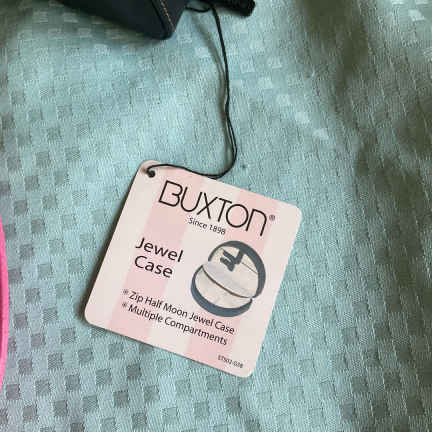 BUXTON®
Since 1898
Jewel
Case
* Zip Half Moon Jewel Case
* Multiple Compartments